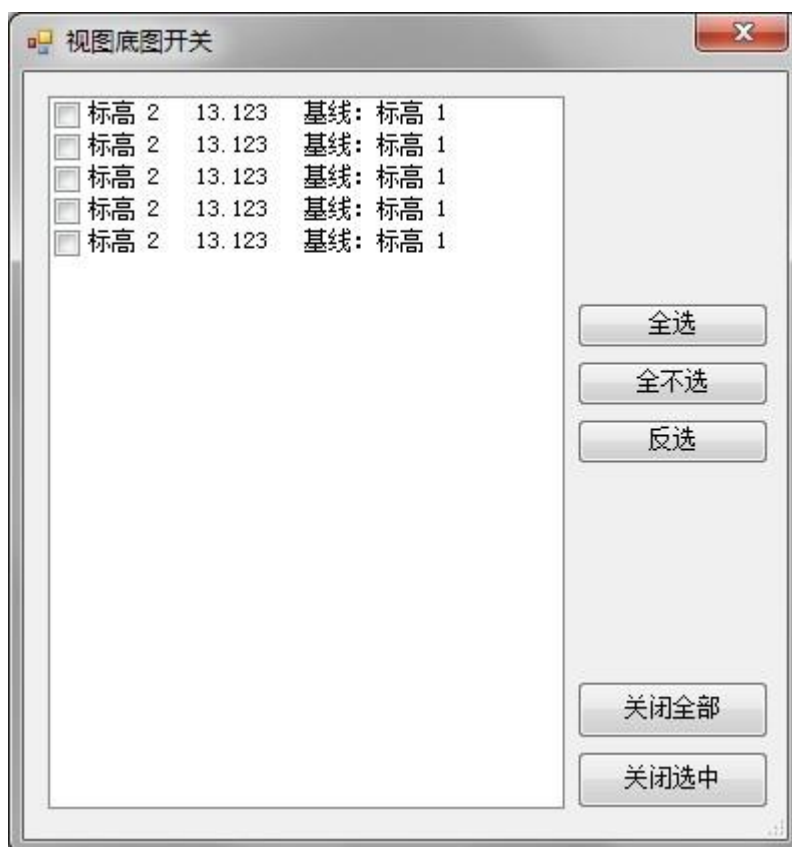 视图底图开关
标高 2 13.123 基线：标高 1
标高 2 13.123 基线：标高 1
标高 2 13.123 基线：标高 1
标高 2 13.123 基线：标高 1
标高 2 13.123 基线：标高 1
全选
全不选
反选
关闭全部
关闭选中